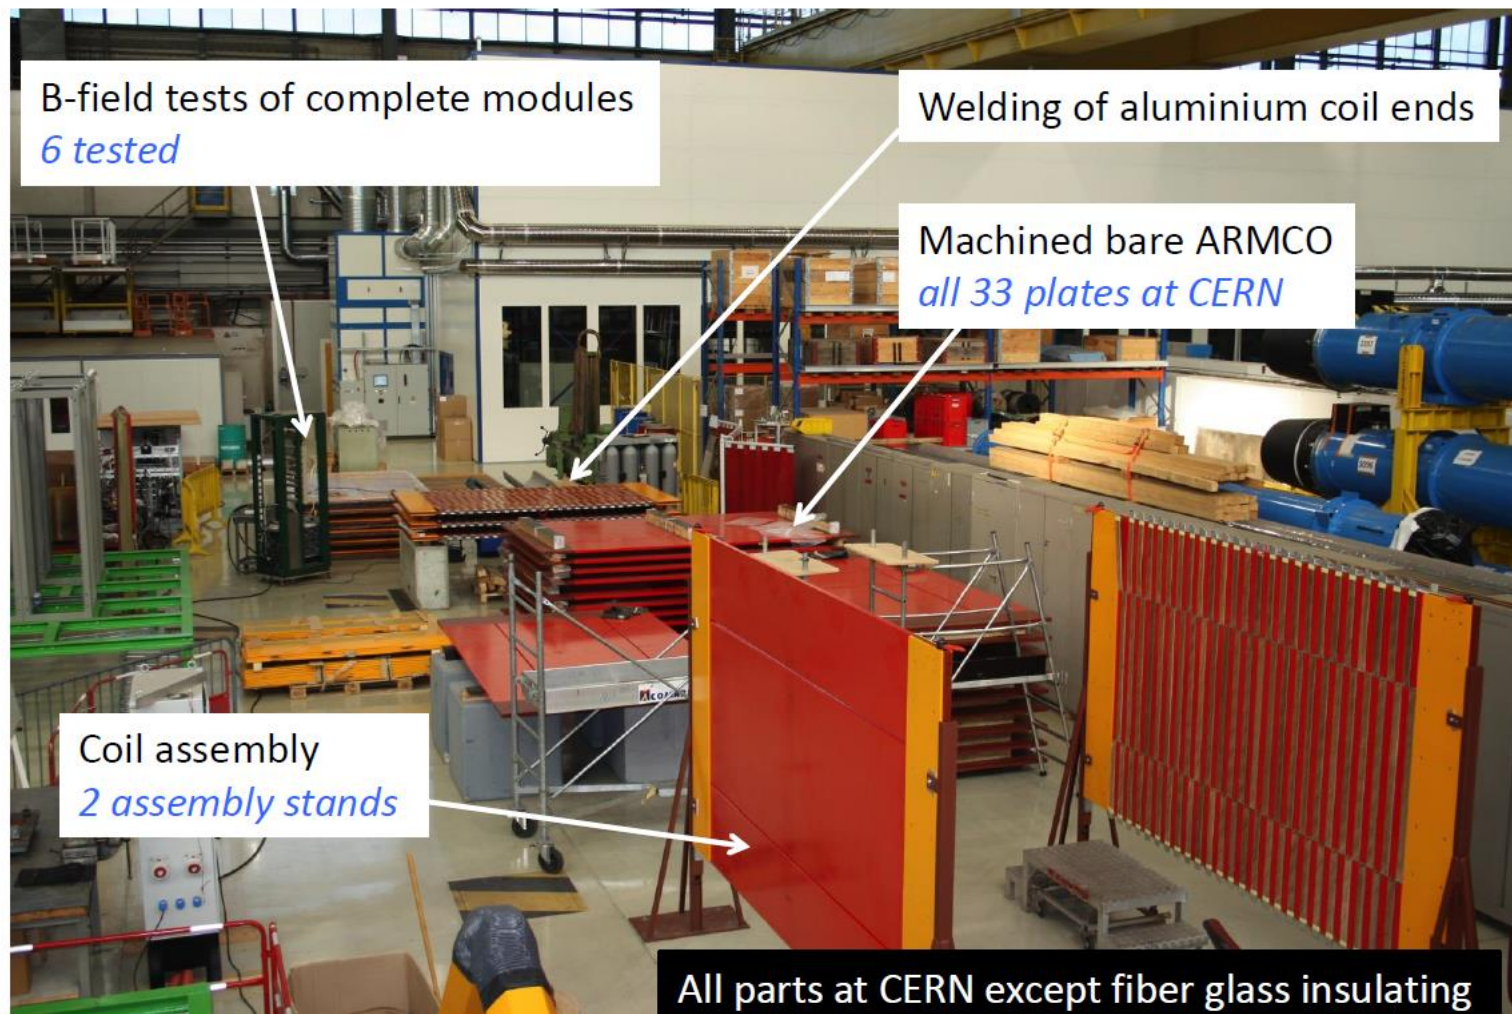 B-field tests of complete modules
6 tested
Welding of aluminium coil ends
Machined bare ARMCO
all 33 plates at CERN
Coil assembly
2 assembly stands
All parts at CERN except fiber glass insulating